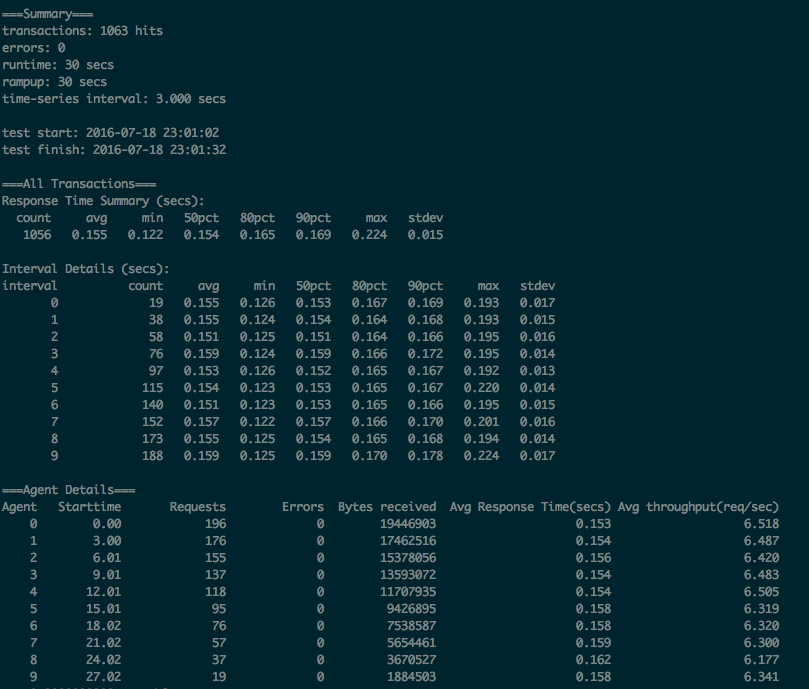 ===Summary===
transactions: 1063 hits
errors: 0
runtime: 30 secs
rampup: 30 secs
time-series interval: 3.000 secs
test start: 2016-07-18 23:01:02
test finish: 2016-07-18 23:01:32
===All Transactions===
Response Time Summary (secs):
count avg min 50pct 80pct 90pct max stdev
1056 0.155 0.122 0.154 0.165 0.169 0.224 0.015
Interval Details (secs):
interval count avg min 50pct 80pct 90pct max stdev
0 19 0.155 0.126 0.153 0.167 0.169 0.193 0.017
1 38 0.155 0.124 0.154 0.164 0.168 0.193 0.015
2 58 0.151 0.125 0.151 0.164 0.166 0.195 0.016
3 76 0.159 0.124 0.159 0.166 0.172 0.195 0.014
4 97 0.153 0.126 0.152 0.165 0.167 0.192 0.013
5 115 0.154 0.123 0.153 0.165 0.167 0.220 0.014
6 140 0.151 0.123 0.153 0.165 0.166 0.195 0.015
7 152 0.157 0.122 0.157 0.166 0.170 0.201 0.016
8 173 0.155 0.125 0.154 0.165 0.168 0.194 0.014
9 188 0.159 0.125 0.159 0.170 0.178 0.224 0.017
===Agent Details===
Agent Starttime Requests Errors Bytes received Avg Response Time(secs) Avg throughput(req/sec)
0 0.00 196 0 19446903 0.153 6.518
1 3.00 176 0 17462516 0.154 6.487
2 6.01 155 0 15378056 0.156 6.420
3 9.01 137 0 13593072 0.154 6.483
4 12.01 118 0 11707935 0.154 6.505
5 15.01 95 0 9426895 0.158 6.319
6 18.02 76 0 7538587 0.158 6.320
7 21.02 57 0 5654461 0.159 6.300
8 24.02 37 0 3670527 0.162 6.177
9 27.02 19 0 1884503 0.158 6.341